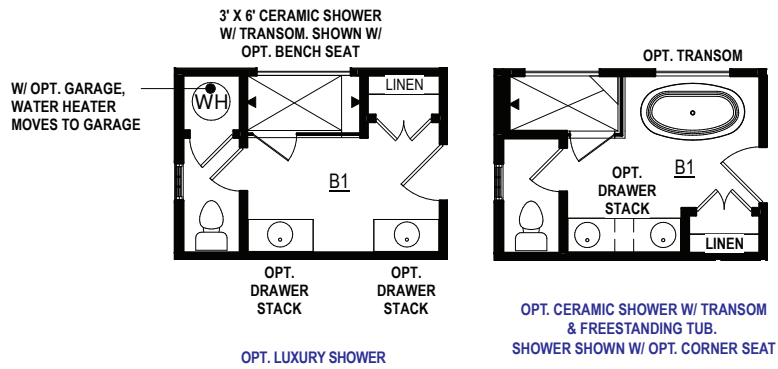 3' X 6' CERAMIC SHOWER
W/ TRANSOM. SHOWN W/
OPT. BENCH SEAT
W/ OPT. GARAGE,
WATER HEATER
MOVES TO GARAGE
WH
LINEN
B1
OPT.
DRAWER
STACK
OPT.
DRAWER
STACK
OPT. LUXURY SHOWER
OPT. TRANSOM
OPT.
DRAWER
STACK
B1
LINEN
OPT. CERAMIC SHOWER W/ TRANSOM
& FREESTANDING TUB.
SHOWER SHOWN W/ OPT. CORNER SEAT